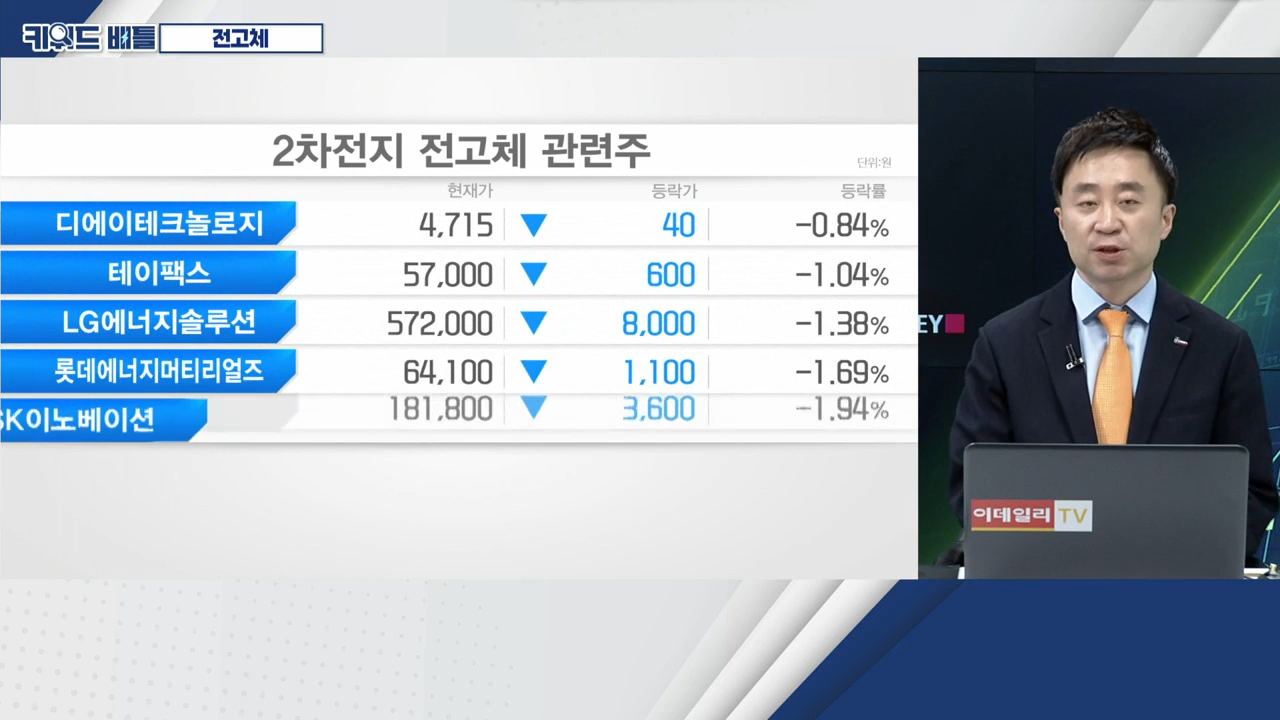 키워드 배틀 전고체
2차전지 전고체 관련주
단위:원
현재가 등락가 등락률
디에이테크놀로지 4,715 ▼ 40 -0.84%
테이팩스 57,000 ▼ 600 -1.04%
LG에너지솔루션 572,000 ▼ 8,000 -1.38%
롯데에너지머티리얼즈 64,100 ▼ 1,100 -1.69%
SK이노베이션 181,800 ▼ 3,600 -1.94%
EY
이데일리 TV